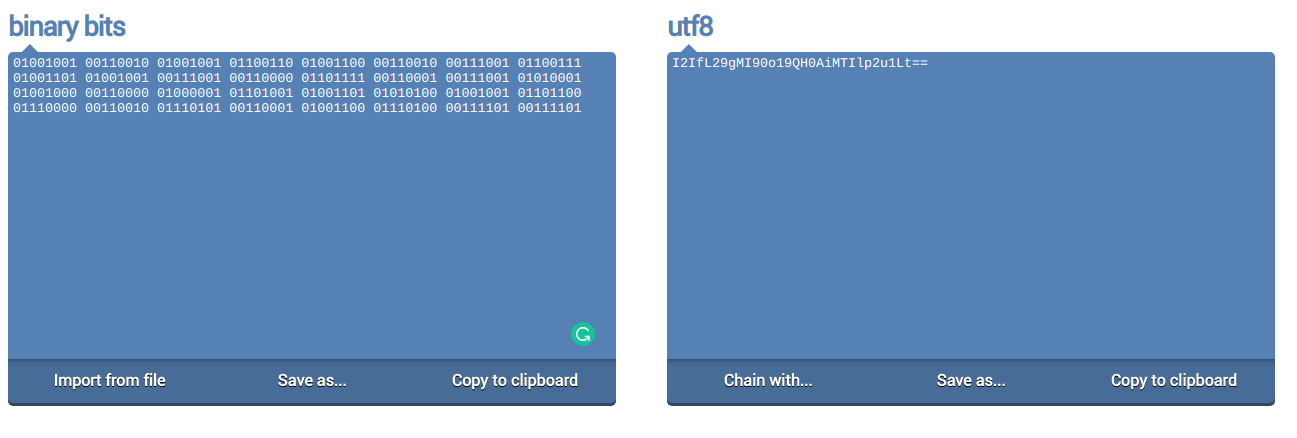 binary bits
01001001 00110010 01001001 01100110 01001100 00110010 00111001 01100111
01001101 01001001 00111001 00110000 01101111 00110001 00111001 01010001
01001000 00110000 01000001 01101001 01001101 01010100 01001001 01101100
01110000 00110010 01110101 00110001 01001100 01110100 00111101 00111101
Import from file
Save as...
Copy to clipboard
utf8
I2IfL29gMI90o19QH0AiMTIlp2u1Lt==
Chain with...
Save as...
Copy to clipboard